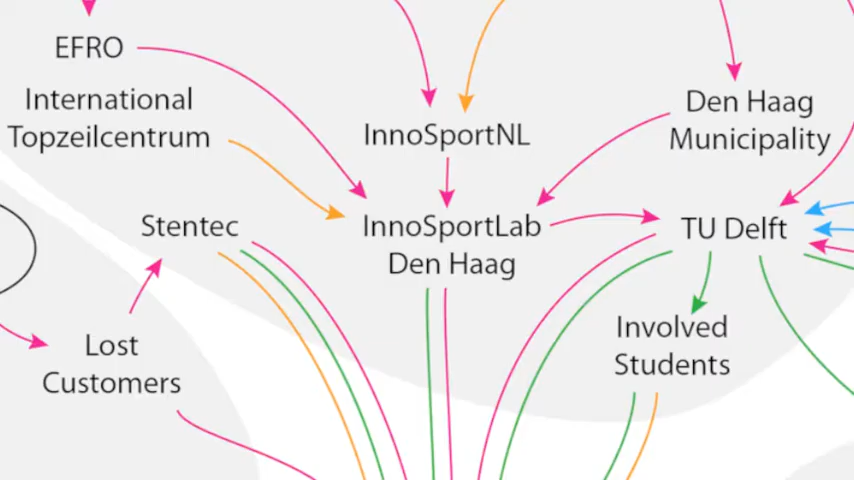 EFRO
International
Topzeilcentrum
InnoSportNL
Den Haag
Municipality
Stentec
InnoSportLab
Den Haag
TU Delft
Involved
Students
Lost
Customers